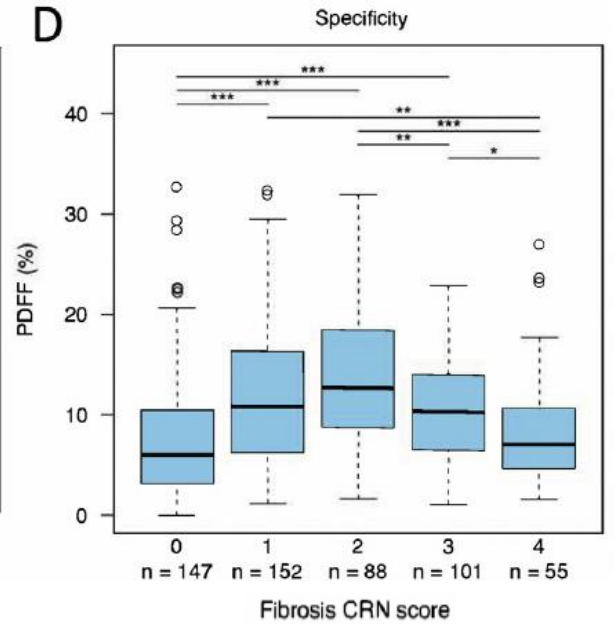 D
Specificity
***
***
***
**
***
**
*
PDFF (%)
40
30
20
10
0
0 1 2 3 4
n = 147 n = 152 n = 88 n = 101 n = 55
Fibrosis CRN score